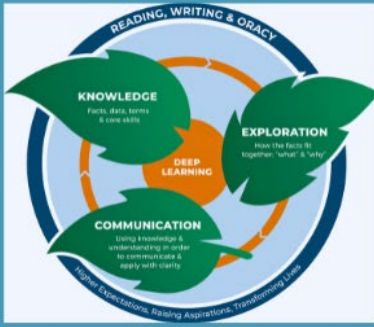 READING, WRITING & ORACY
KNOWLEDGE
Facts, data, terms
& core skills
EXPLORATION
How the facts fit
together; "what" & "why"
DEEP
LEARNING
COMMUNICATION
Using knowledge &
understanding in order
to communicate &
apply with clarity
Higher Expectations, Raising Aspirations, Transforming Lives